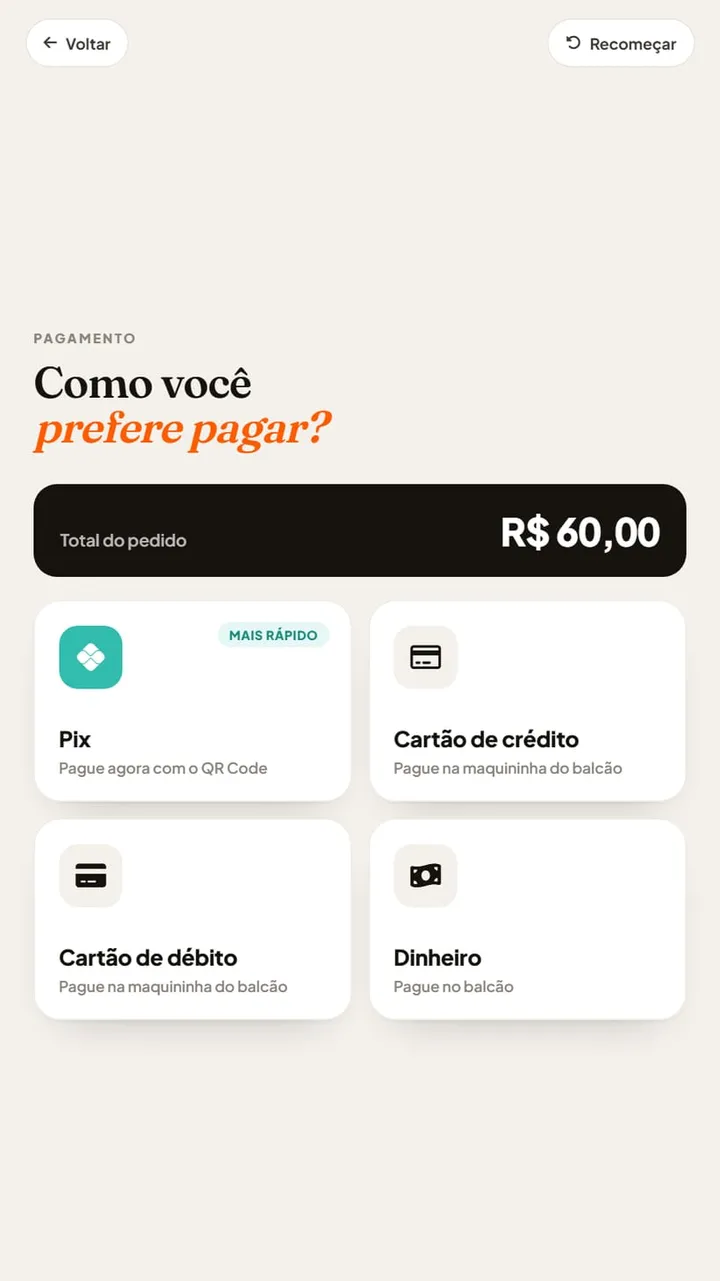 Voltar
Recomeçar
PAGAMENTO
Como você
prefere pagar?
Total do pedido
R$ 60,00
MAIS RÁPIDO
Pix
Pague agora com o QR Code
Cartão de crédito
Pague na maquininha do balcão
Cartão de débito
Pague na maquininha do balcão
Dinheiro
Pague no balcão